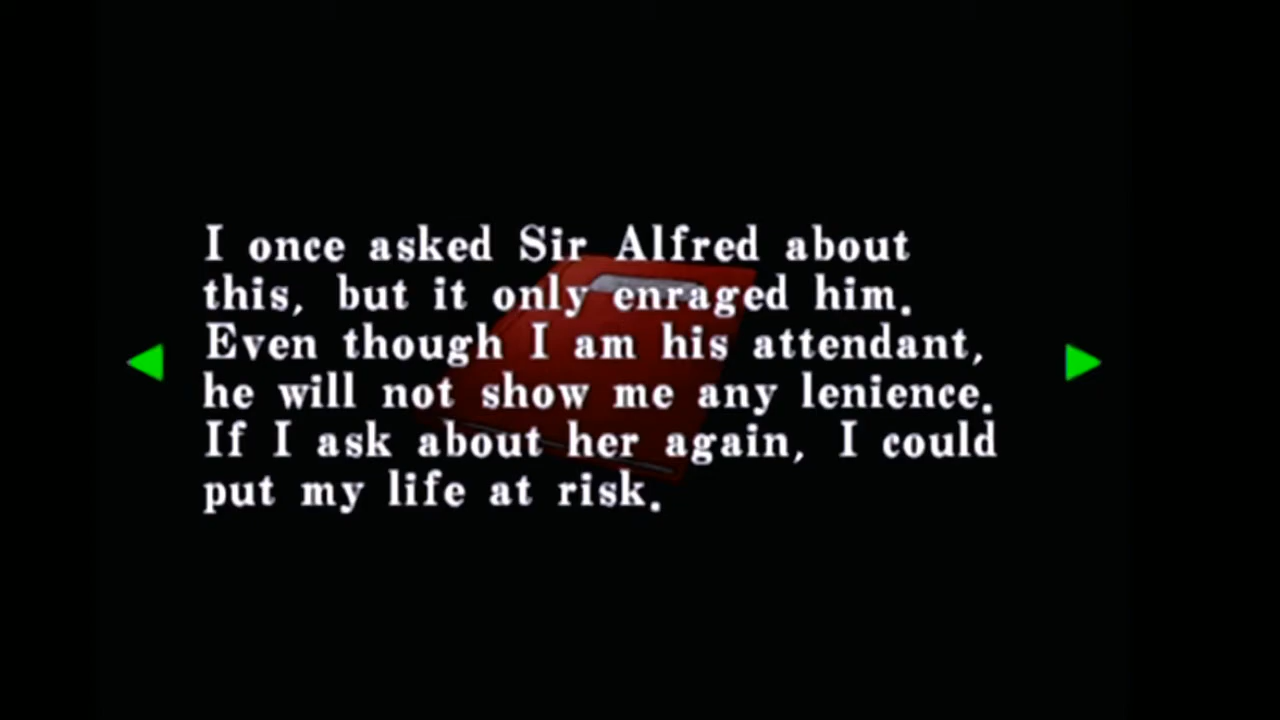 I once asked Sir Alfred about
this, but it only enraged him.
Even though I am his attendant,
he will not show me any lenience.
If I ask about her again, I could
put my life at risk.